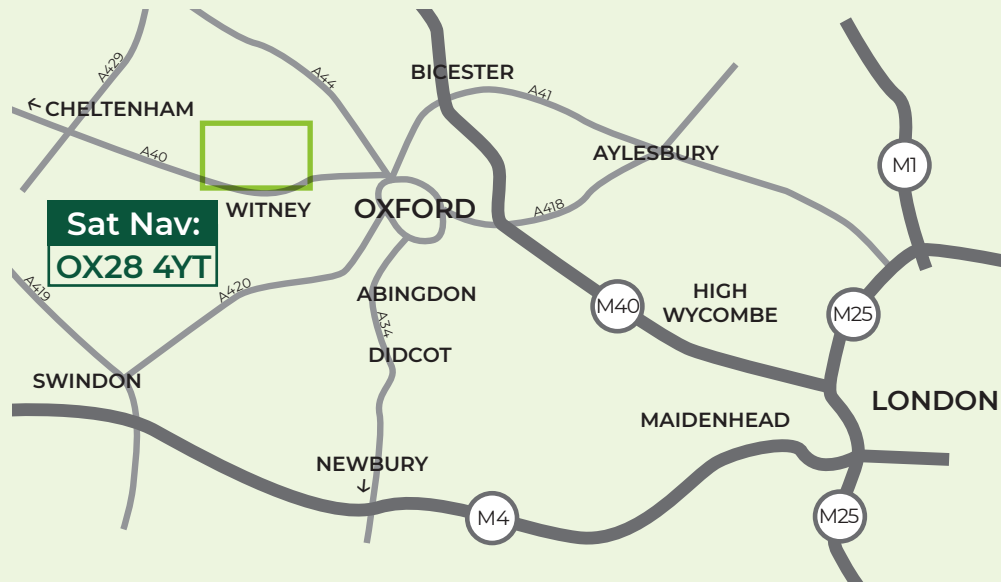 A429
A44
BICESTER
A41
← CHELTENHAM
A40
AYLESBURY
M1
WITNEY
OXFORD
A418
Sat Nav:
OX28 4YT
A419
A420
ABINGDON
A34
M40
HIGH
WYCOMBE
M25
DIDCOT
SWINDON
LONDON
MAIDENHEAD
NEWBURY
↓
M4
M25